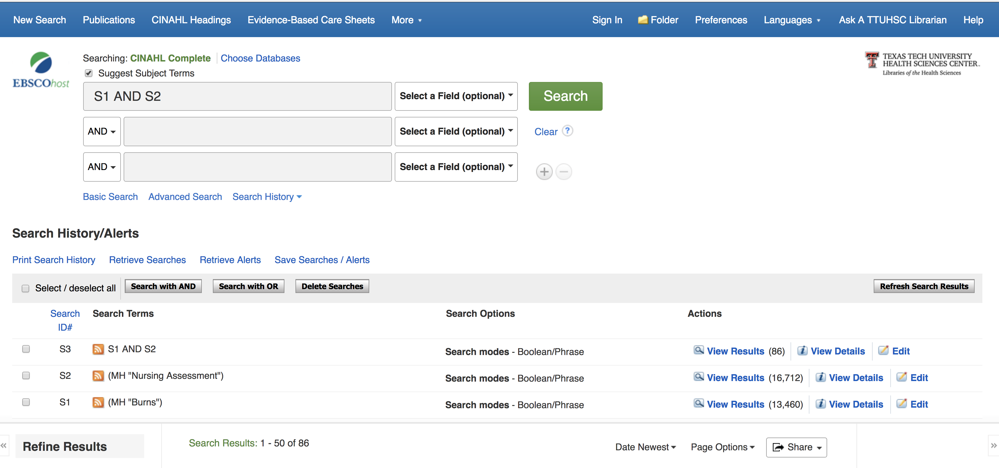 New Search Publications CINAHL Headings Evidence-Based Care Sheets More Sign In Folder Preferences Languages Ask A TTUHSC Librarian Help
EBSCOhost
Searching: CINAHL Complete Choose Databases
Suggest Subject Terms
TEXAS TECH UNIVERSITY
HEALTH SCIENCES CENTER™
Libraries of the Health Sciences
S1 AND S2 Select a Field (optional) Search
AND Select a Field (optional) Clear ?
AND Select a Field (optional) + −
Basic Search Advanced Search Search History
Search History/Alerts
Print Search History Retrieve Searches Retrieve Alerts Save Searches / Alerts
Select / deselect all Search with AND Search with OR Delete Searches Refresh Search Results
Search ID# Search Terms Search Options Actions
S3 S1 AND S2 Search modes - Boolean/Phrase View Results (86) i View Details Edit
S2 (MH "Nursing Assessment") Search modes - Boolean/Phrase View Results (16,712) i View Details Edit
S1 (MH "Burns") Search modes - Boolean/Phrase View Results (13,460) i View Details Edit
« Refine Results Search Results: 1 - 50 of 86 Date Newest Page Options Share »